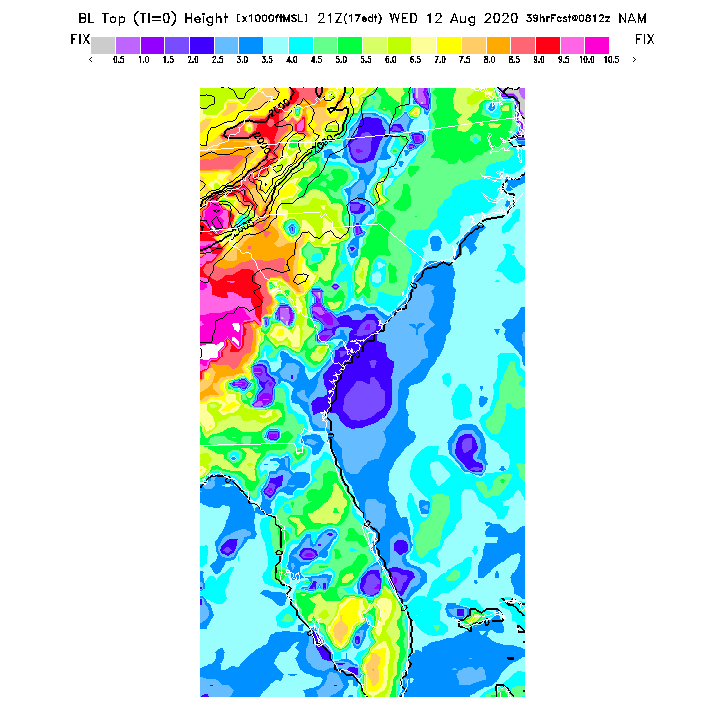 BL Top (TI=0) Height [x1000ftMSL] 21Z(17edt) WED 12 Aug 2020 39hrFcst@0812z NAM
FIX FIX
< 0.5 1.0 1.5 2.0 2.5 3.0 3.5 4.0 4.5 5.0 5.5 6.0 6.5 7.0 7.5 8.0 8.5 9.0 9.5 10.0 10.5 >
2000
2000